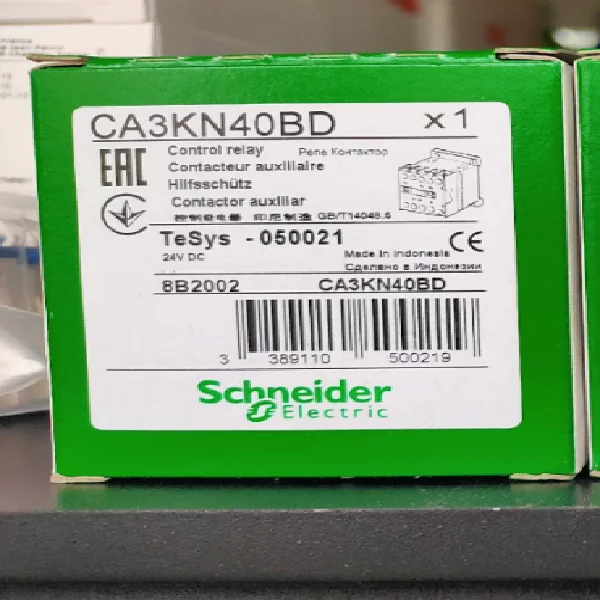 CA3KN40BD x1
EAC Control relay Реле Контактор
Contacteur auxiliaire
Hilfsschütz
Contactor auxiliar
GB/T14048.5
TeSys - 050021
24V DC Made in Indonesia CE
Сделано в Индонезии
8B2002 CA3KN40BD
3 389110 500219
Schneider
Electric